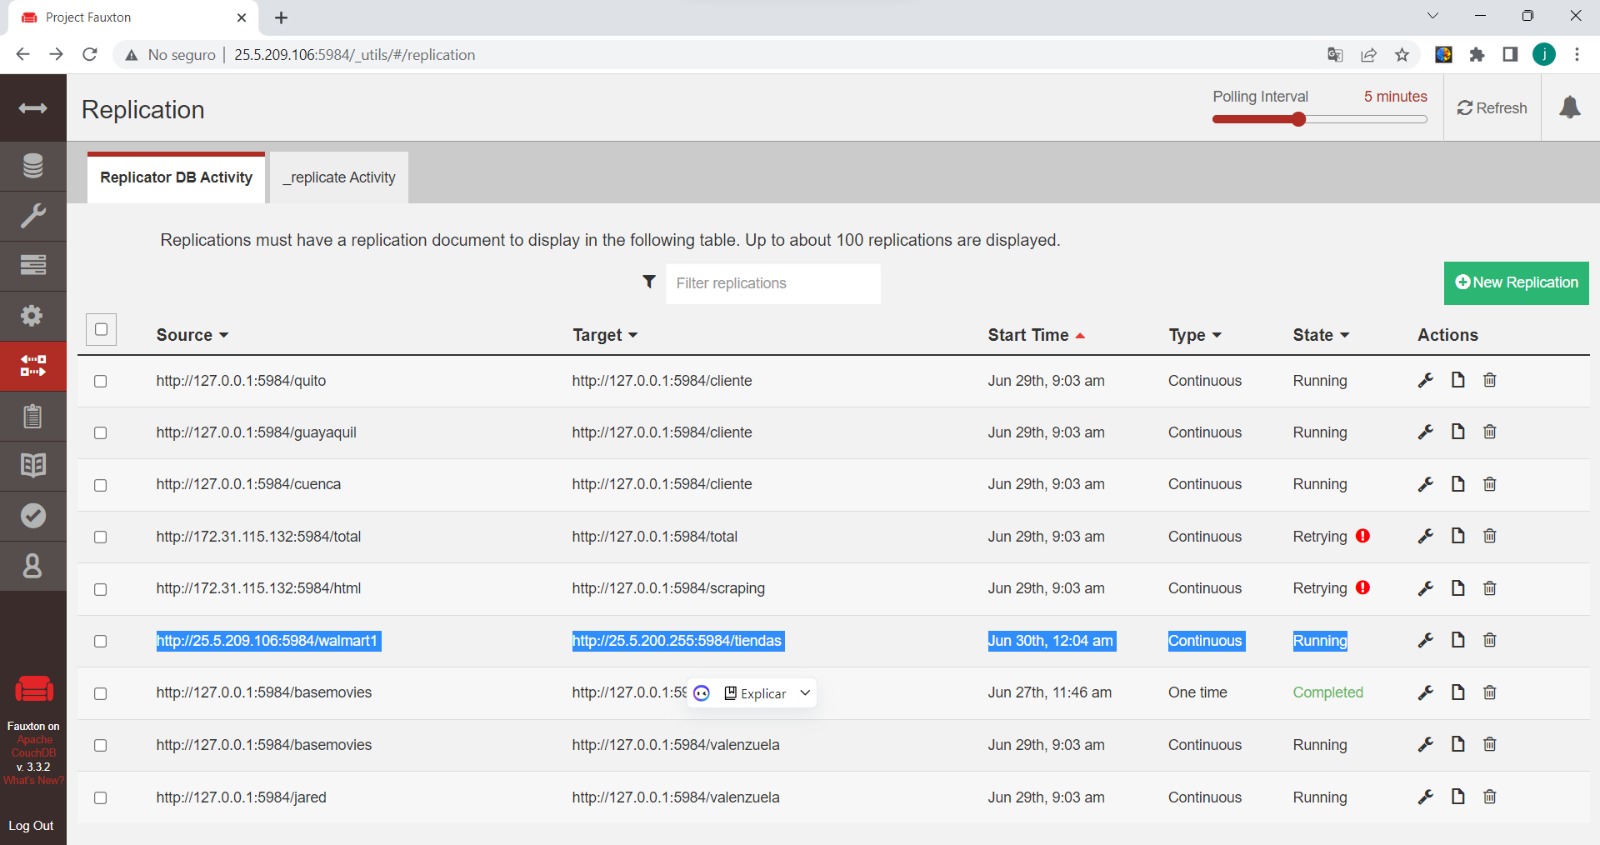 Project Fauxton
No seguro | 25.5.209.106:5984/_utils/#/replication
j
Replication
Polling Interval 5 minutes
Refresh
Replicator DB Activity
_replicate Activity
Replications must have a replication document to display in the following table. Up to about 100 replications are displayed.
Filter replications
New Replication
Source Target Start Time Type State Actions
http://127.0.0.1:5984/quito http://127.0.0.1:5984/cliente Jun 29th, 9:03 am Continuous Running
http://127.0.0.1:5984/guayaquil http://127.0.0.1:5984/cliente Jun 29th, 9:03 am Continuous Running
http://127.0.0.1:5984/cuenca http://127.0.0.1:5984/cliente Jun 29th, 9:03 am Continuous Running
http://172.31.115.132:5984/total http://127.0.0.1:5984/total Jun 29th, 9:03 am Continuous Retrying
http://172.31.115.132:5984/html http://127.0.0.1:5984/scraping Jun 29th, 9:03 am Continuous Retrying
http://25.5.209.106:5984/walmart1 http://25.5.200.255:5984/tiendas Jun 30th, 12:04 am Continuous Running
http://127.0.0.1:5984/basemovies http://127.0.0.1:59 Explicar Jun 27th, 11:46 am One time Completed
http://127.0.0.1:5984/basemovies http://127.0.0.1:5984/valenzuela Jun 29th, 9:03 am Continuous Running
http://127.0.0.1:5984/jared http://127.0.0.1:5984/valenzuela Jun 29th, 9:03 am Continuous Running
Fauxton on
Apache
CouchDB
v. 3.3.2
What's New?
Log Out